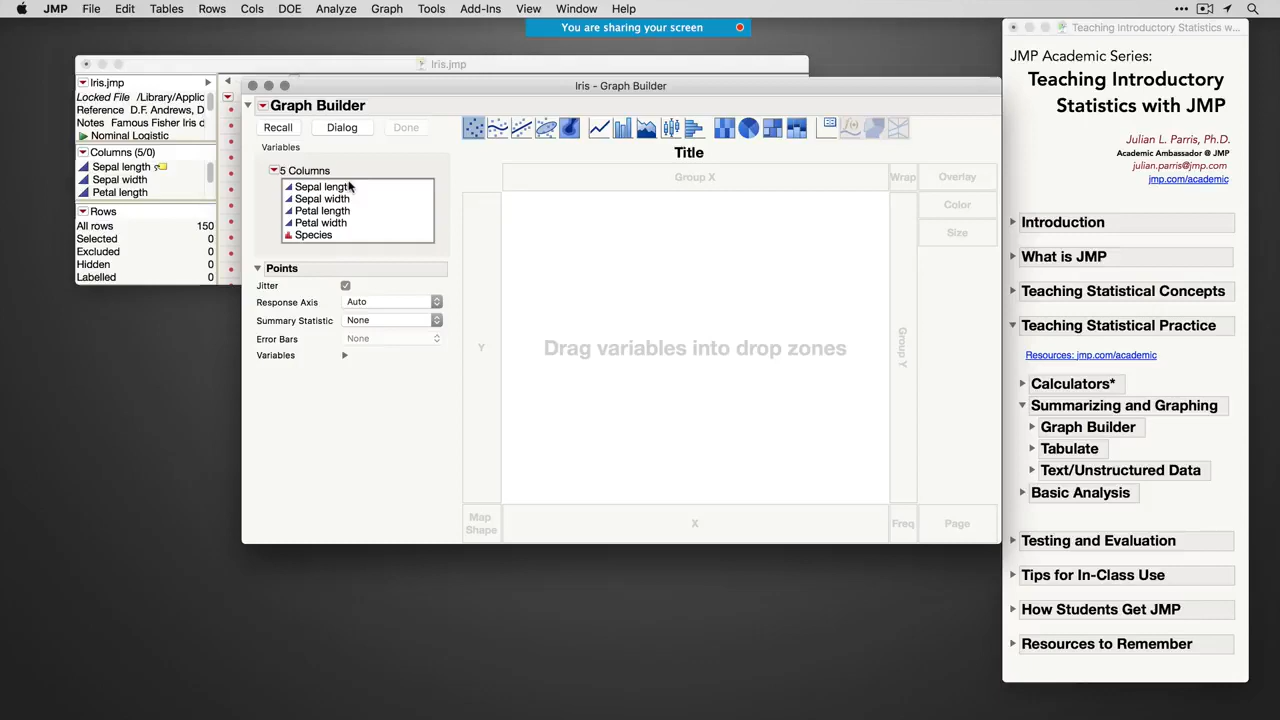 JMP File Edit Tables Rows Cols DOE Analyze Graph Tools Add-Ins View Window Help
You are sharing your screen
Iris.jmp
Iris.jmp
Locked File /Library/Applic
Reference D.F. Andrews, D
Notes Famous Fisher Iris d
Nominal Logistic
Columns (5/0)
Sepal length
Sepal width
Petal length
Rows
All rows 150
Selected 0
Excluded 0
Hidden 0
Labelled 0
Iris - Graph Builder
Graph Builder
Recall Dialog Done
Variables
5 Columns
Sepal length
Sepal width
Petal length
Petal width
Species
Points
Jitter
Response Axis Auto
Summary Statistic None
Error Bars None
Variables
Title
Group X Wrap Overlay
Color
Size
Y Drag variables into drop zones Group Y
Map Shape X Freq Page
Teaching Introductory Statistics w...
JMP Academic Series:
Teaching Introductory
Statistics with JMP
Julian L. Parris, Ph.D.
Academic Ambassador @ JMP
julian.parris@jmp.com
jmp.com/academic
Introduction
What is JMP
Teaching Statistical Concepts
Teaching Statistical Practice
Resources: jmp.com/academic
Calculators*
Summarizing and Graphing
Graph Builder
Tabulate
Text/Unstructured Data
Basic Analysis
Testing and Evaluation
Tips for In-Class Use
How Students Get JMP
Resources to Remember